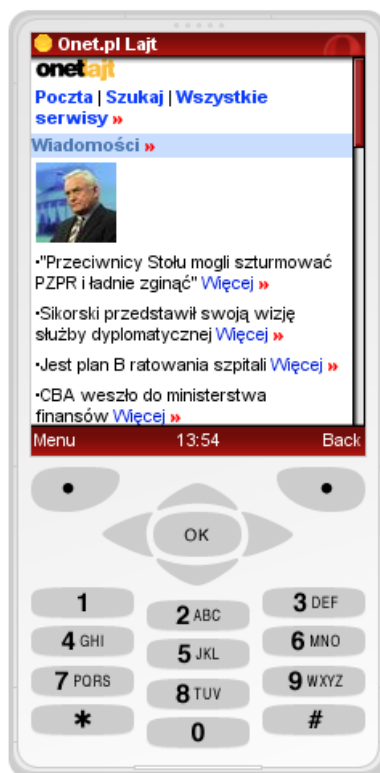 Onet.pl Lajt
onetlajt
Poczta | Szukaj | Wszystkie
serwisy »
Wiadomości »
•"Przeciwnicy Stołu mogli szturmować
PZPR i ładnie zginąć" Więcej »
•Sikorski przedstawił swoją wizję
służby dyplomatycznej Więcej »
•Jest plan B ratowania szpitali Więcej »
•CBA weszło do ministerstwa
finansów Więcej »
Menu 13:54 Back
OK
1 2 ABC 3 DEF
4 GHI 5 JKL 6 MNO
7 PQRS 8 TUV 9 WXYZ
* 0 #